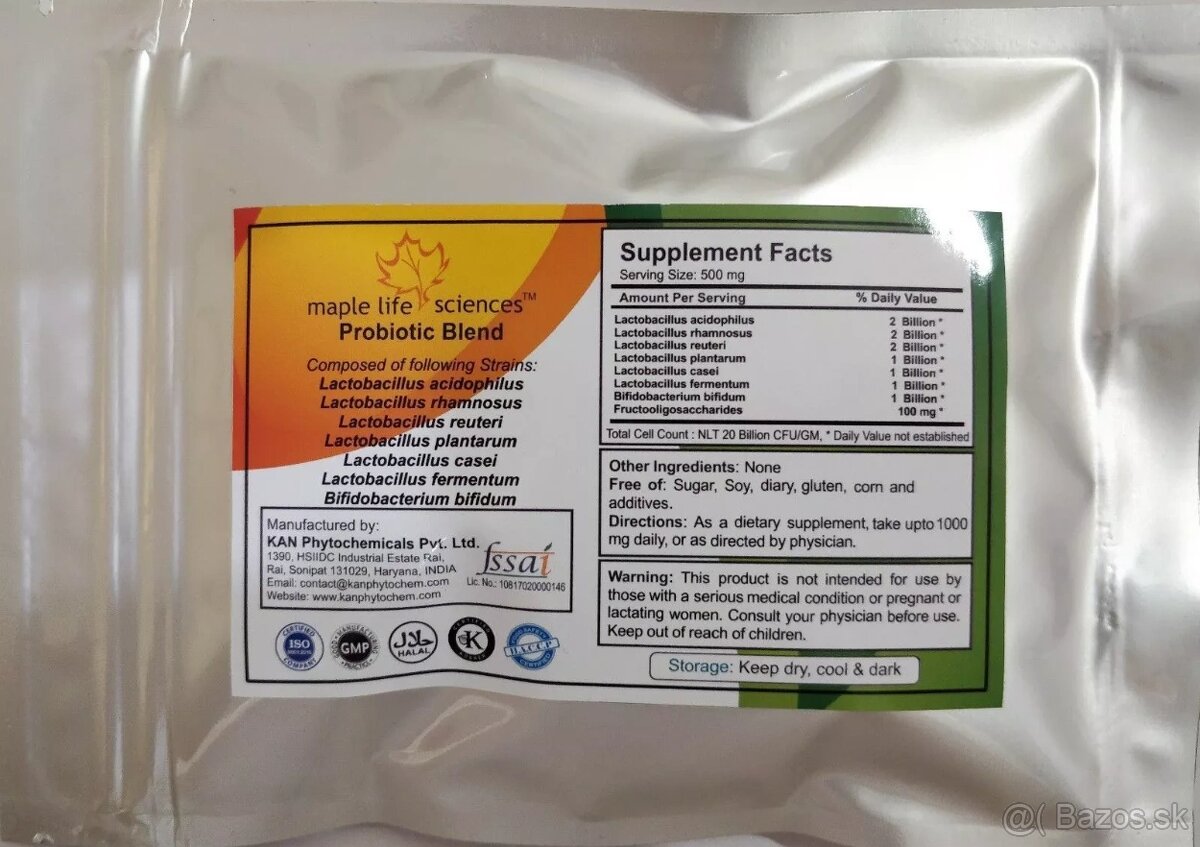 maple life sciences™
Probiotic Blend
Composed of following Strains:
Lactobacillus acidophilus
Lactobacillus rhamnosus
Lactobacillus reuteri
Lactobacillus plantarum
Lactobacillus casei
Lactobacillus fermentum
Bifidobacterium bifidum
Manufactured by:
KAN Phytochemicals Pvt. Ltd.
1390, HSIIDC Industrial Estate Rai,
Rai, Sonipat 131029, Haryana, INDIA
Email: contact@kanphytochem.com
Website: www.kanphytochem.com
fssai
Lic. No.: 10817020000146
CERTIFIED
ISO
COMPANY
MANUFACTURING
GMP
PRACTICE
حلال
HALAL
K
H.A.C.C.P
CERTIFIED
Supplement Facts
Serving Size: 500 mg
Amount Per Serving % Daily Value
Lactobacillus acidophilus 2 Billion *
Lactobacillus rhamnosus 2 Billion *
Lactobacillus reuteri 2 Billion *
Lactobacillus plantarum 1 Billion *
Lactobacillus casei 1 Billion *
Lactobacillus fermentum 1 Billion *
Bifidobacterium bifidum 1 Billion *
Fructooligosaccharides 100 mg *
Total Cell Count : NLT 20 Billion CFU/GM, * Daily Value not established
Other Ingredients: None
Free of: Sugar, Soy, diary, gluten, corn and
additives.
Directions: As a dietary supplement, take upto 1000
mg daily, or as directed by physician.
Warning: This product is not intended for use by
those with a serious medical condition or pregnant or
lactating women. Consult your physician before use.
Keep out of reach of children.
Storage: Keep dry, cool & dark
@( Bazos.sk